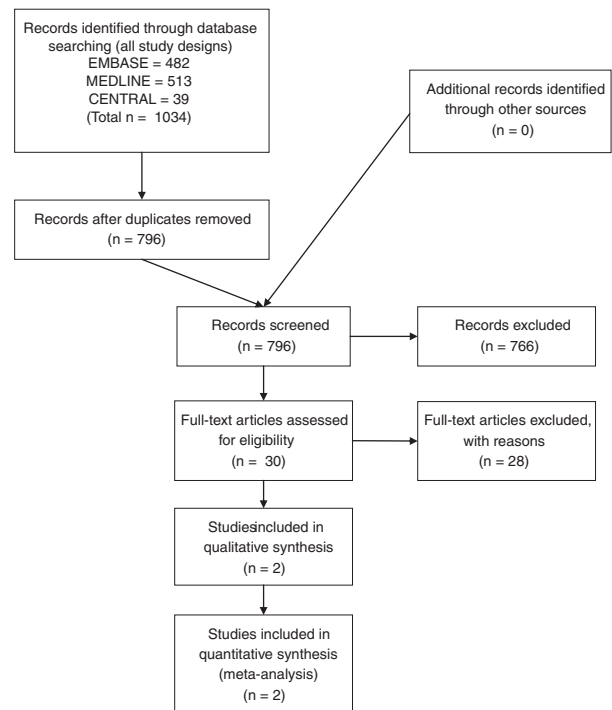 Records identified through database
searching (all study designs)
EMBASE = 482
MEDLINE = 513
CENTRAL = 39
(Total n = 1034)
Additional records identified
through other sources
(n = 0)
Records after duplicates removed
(n = 796)
Records screened
(n = 796)
Records excluded
(n = 766)
Full-text articles assessed
for eligibility
(n = 30)
Full-text articles excluded,
with reasons
(n = 28)
Studiesincluded in
qualitative synthesis
(n = 2)
Studies included in
quantitative synthesis
(meta-analysis)
(n = 2)